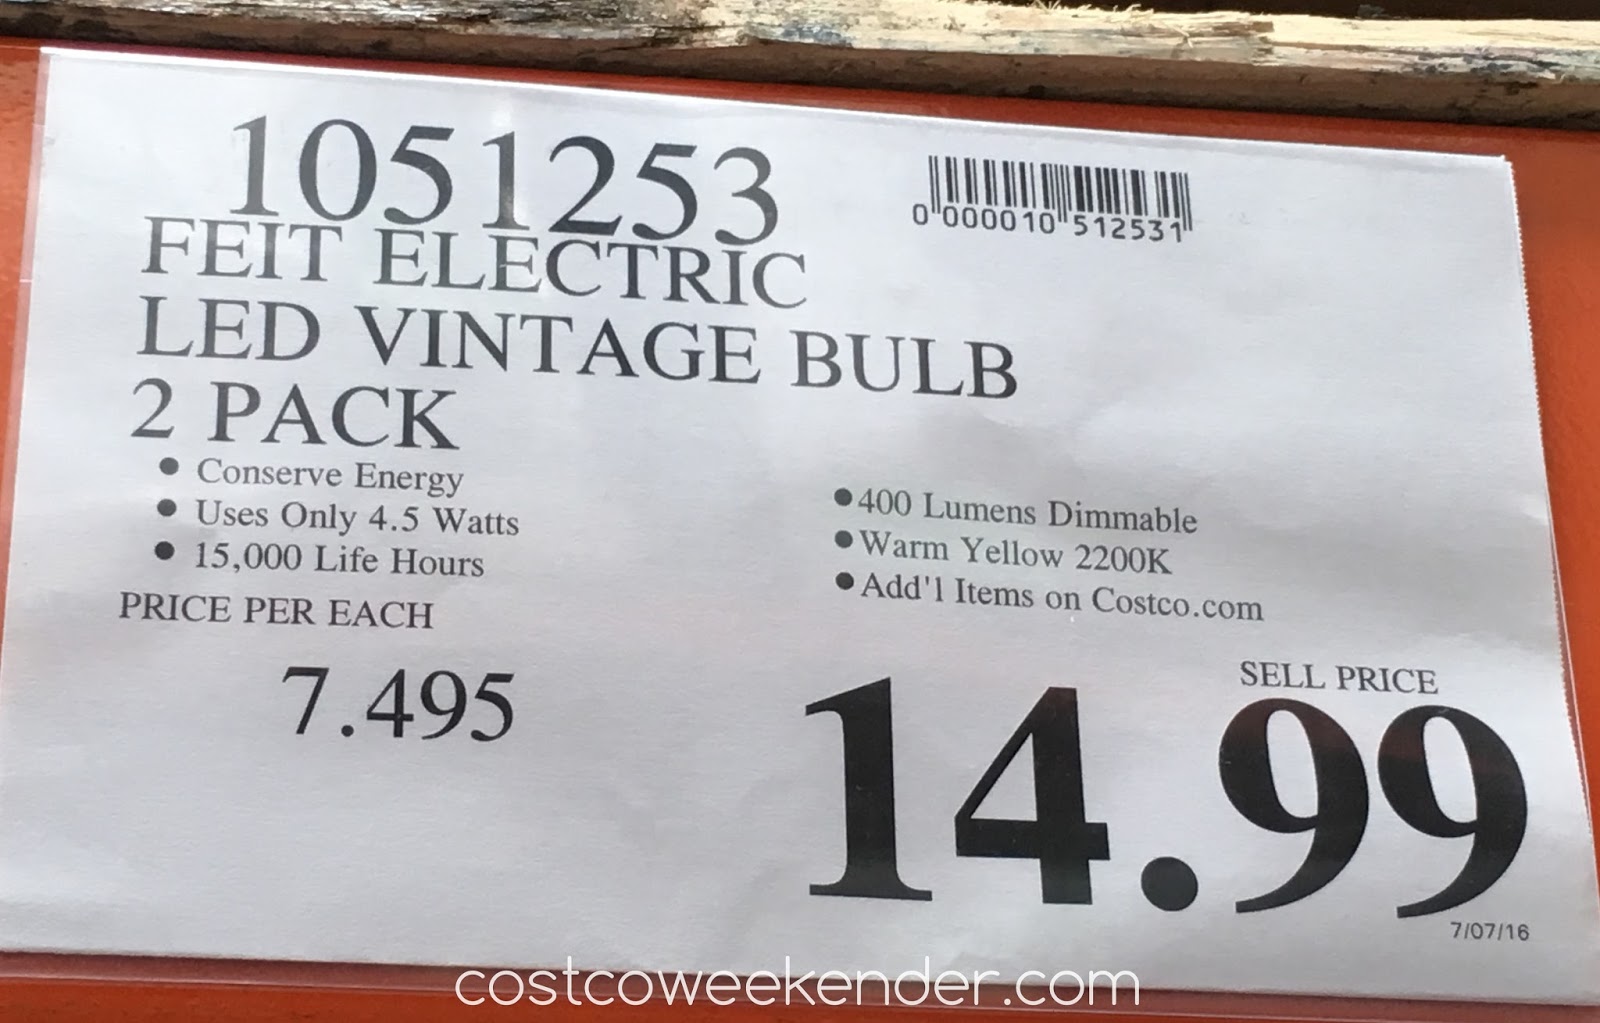 1051253
0 000010 512531
FEIT ELECTRIC
LED VINTAGE BULB
2 PACK
● Conserve Energy
● Uses Only 4.5 Watts
● 15,000 Life Hours
● 400 Lumens Dimmable
● Warm Yellow 2200K
● Add'l Items on Costco.com
PRICE PER EACH
7.495
SELL PRICE
14.99
7/07/16
costcoweekender.com